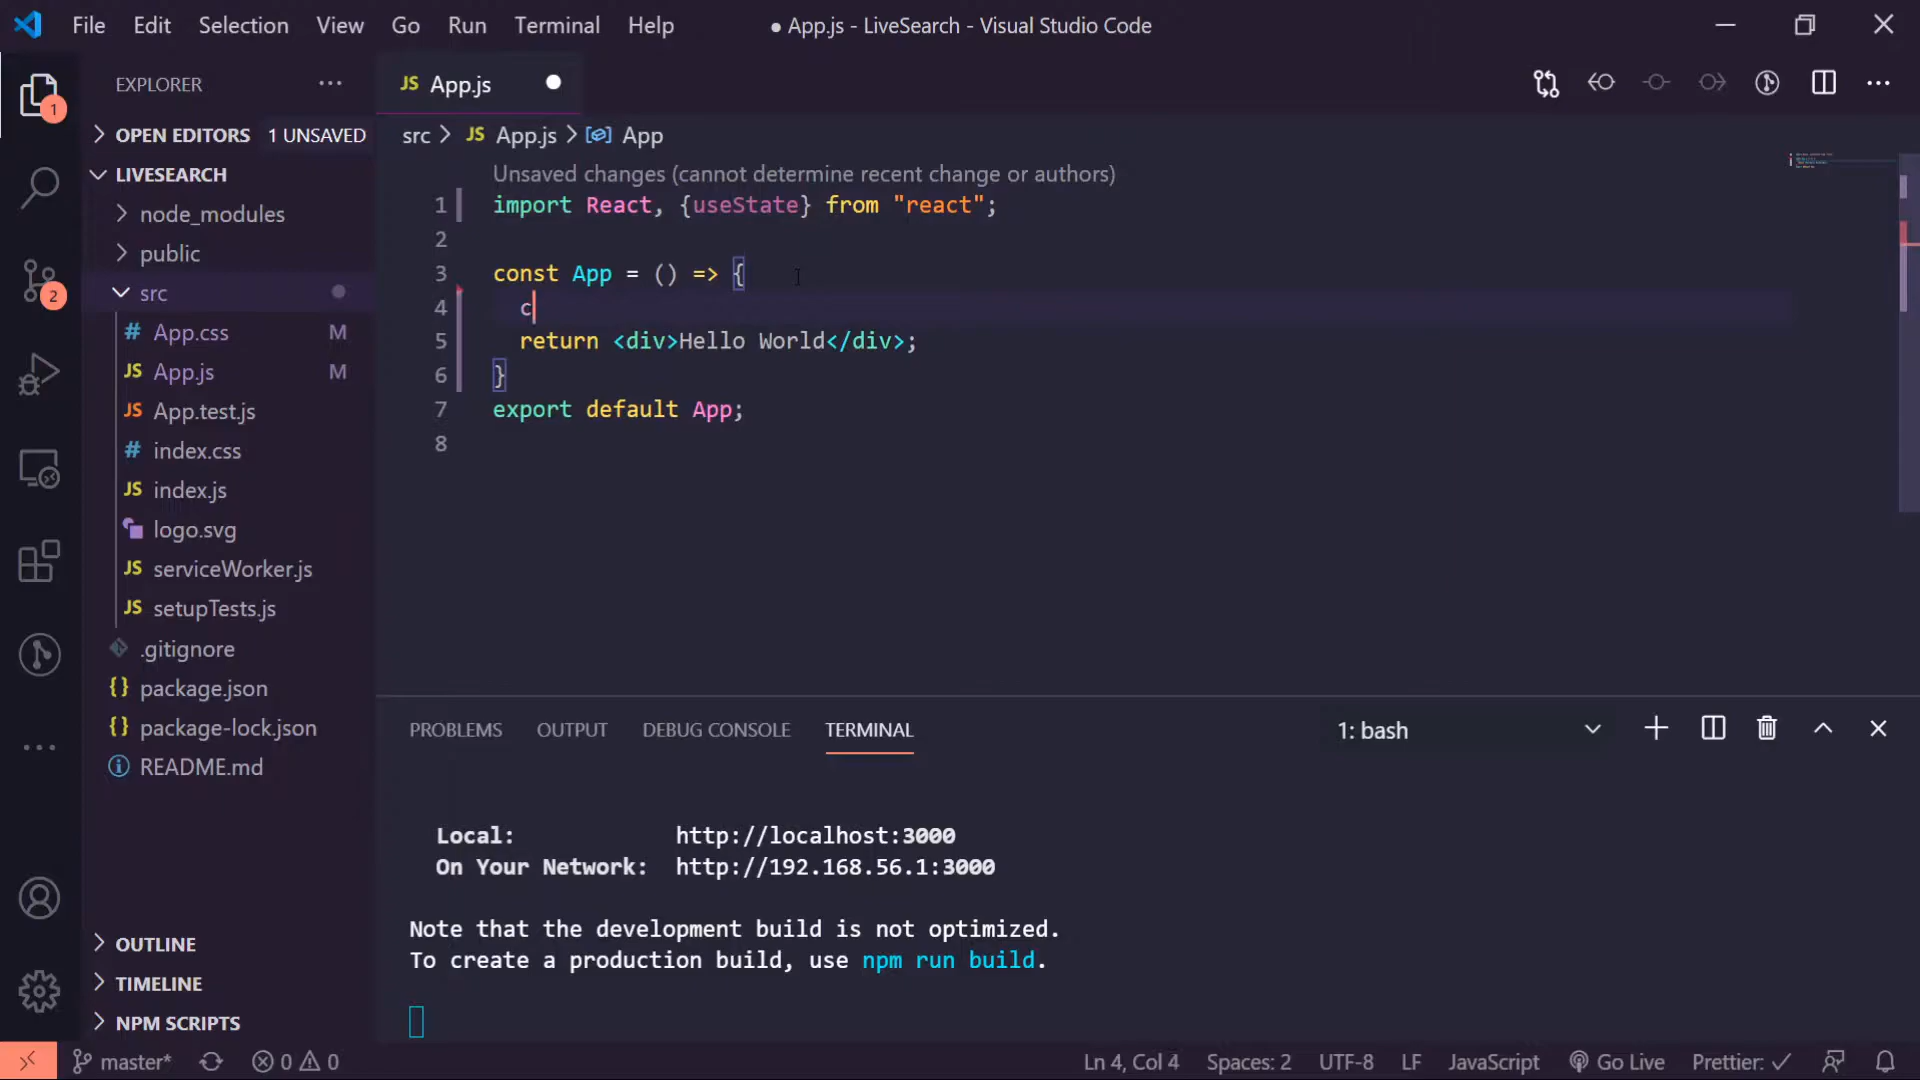 File Edit Selection View Go Run Terminal Help
● App.js - LiveSearch - Visual Studio Code
EXPLORER
OPEN EDITORS 1 UNSAVED
LIVESEARCH
node_modules
public
src
# App.css M
JS App.js M
JS App.test.js
# index.css
JS index.js
logo.svg
JS serviceWorker.js
JS setupTests.js
.gitignore
{} package.json
{} package-lock.json
README.md
OUTLINE
TIMELINE
NPM SCRIPTS
1
2
JS App.js
src > JS App.js > App
Unsaved changes (cannot determine recent change or authors)
1 import React, {useState} from "react";
2
3 const App = () => {
4 c
5 return <div>Hello World</div>;
6 }
7 export default App;
8
PROBLEMS OUTPUT DEBUG CONSOLE TERMINAL 1: bash
Local: http://localhost:3000
On Your Network: http://192.168.56.1:3000
Note that the development build is not optimized.
To create a production build, use npm run build.
master* 0 0 Ln 4, Col 4 Spaces: 2 UTF-8 LF JavaScript Go Live Prettier: ✓